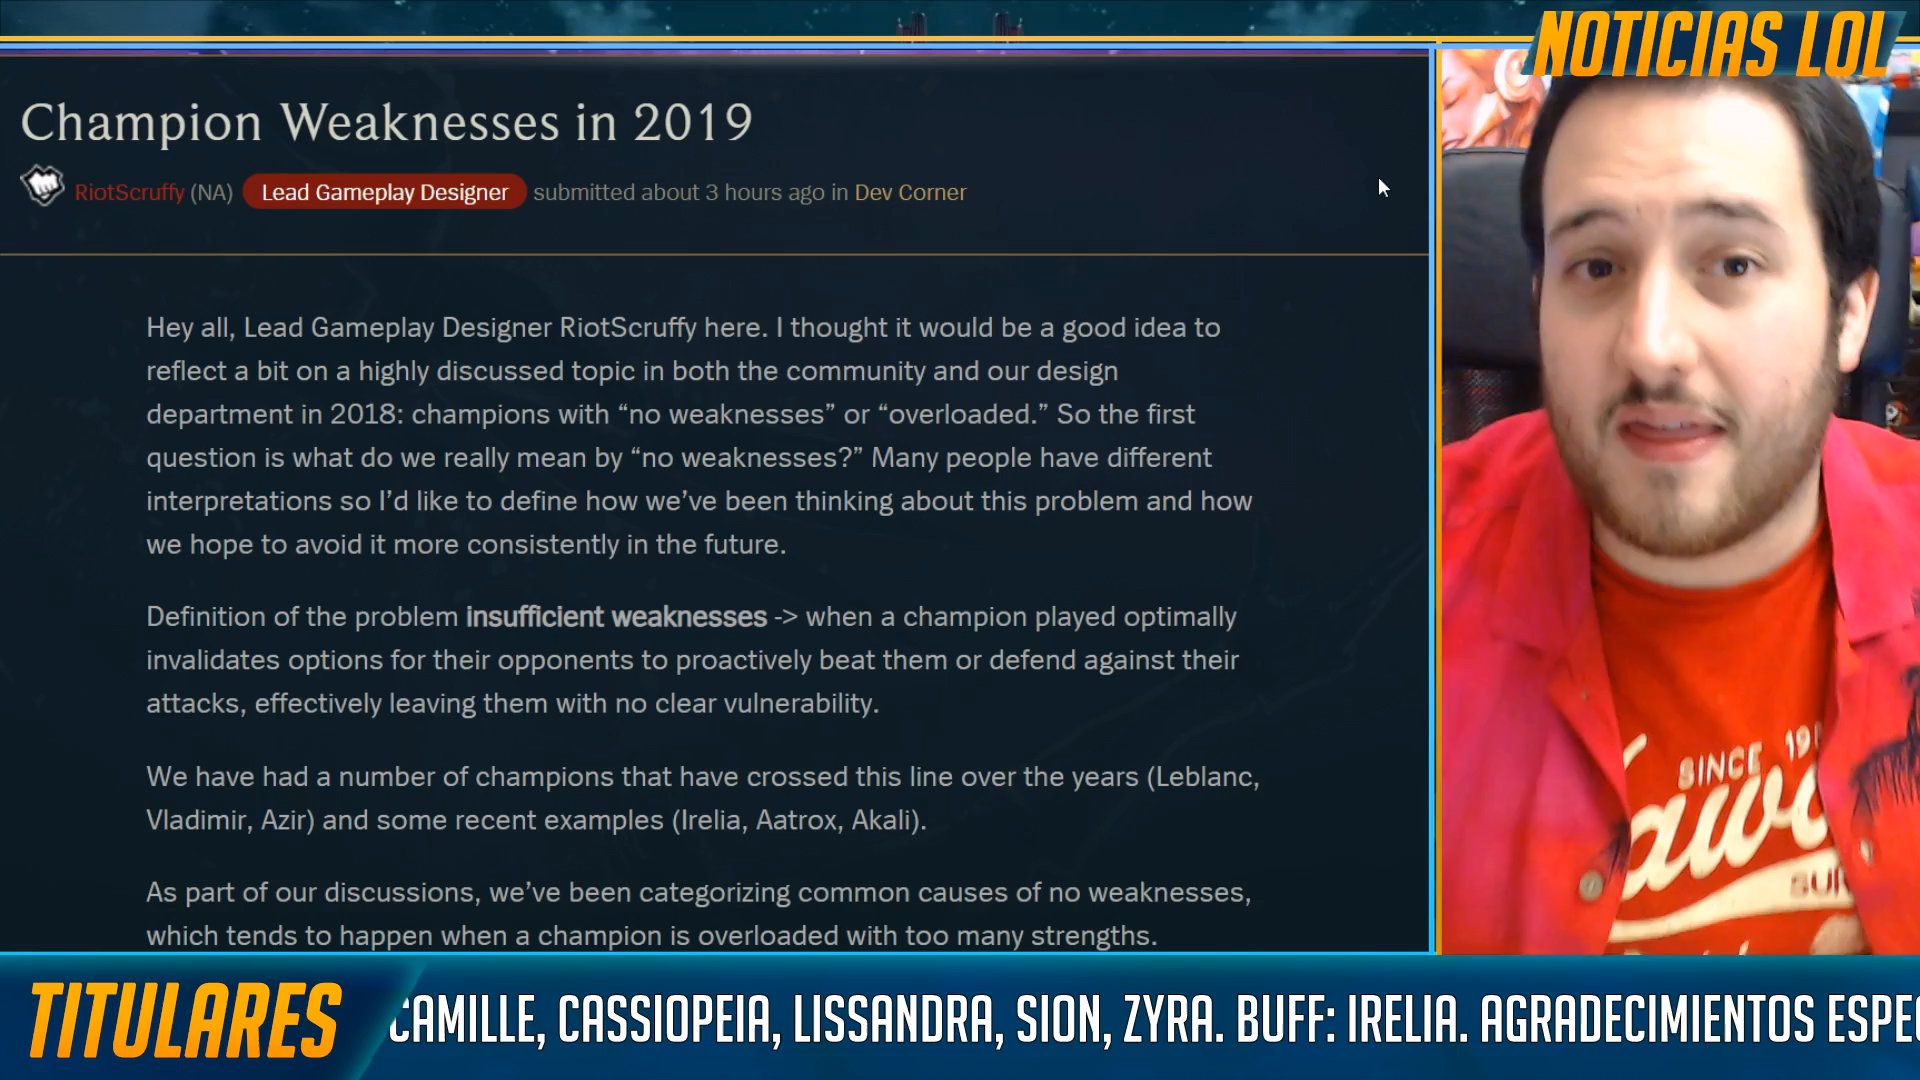 NOTICIAS LOL
Champion Weaknesses in 2019
RiotScruffy (NA) Lead Gameplay Designer submitted about 3 hours ago in Dev Corner
Hey all, Lead Gameplay Designer RiotScruffy here. I thought it would be a good idea to
reflect a bit on a highly discussed topic in both the community and our design
department in 2018: champions with “no weaknesses” or “overloaded.” So the first
question is what do we really mean by “no weaknesses?” Many people have different
interpretations so I’d like to define how we’ve been thinking about this problem and how
we hope to avoid it more consistently in the future.
Definition of the problem insufficient weaknesses -> when a champion played optimally
invalidates options for their opponents to proactively beat them or defend against their
attacks, effectively leaving them with no clear vulnerability.
We have had a number of champions that have crossed this line over the years (Leblanc,
Vladimir, Azir) and some recent examples (Irelia, Aatrox, Akali).
As part of our discussions, we’ve been categorizing common causes of no weaknesses,
which tends to happen when a champion is overloaded with too many strengths.
SINCE 19
TITULARES
CAMILLE, CASSIOPEIA, LISSANDRA, SION, ZYRA. BUFF: IRELIA. AGRADECIMIENTOS ESPEC